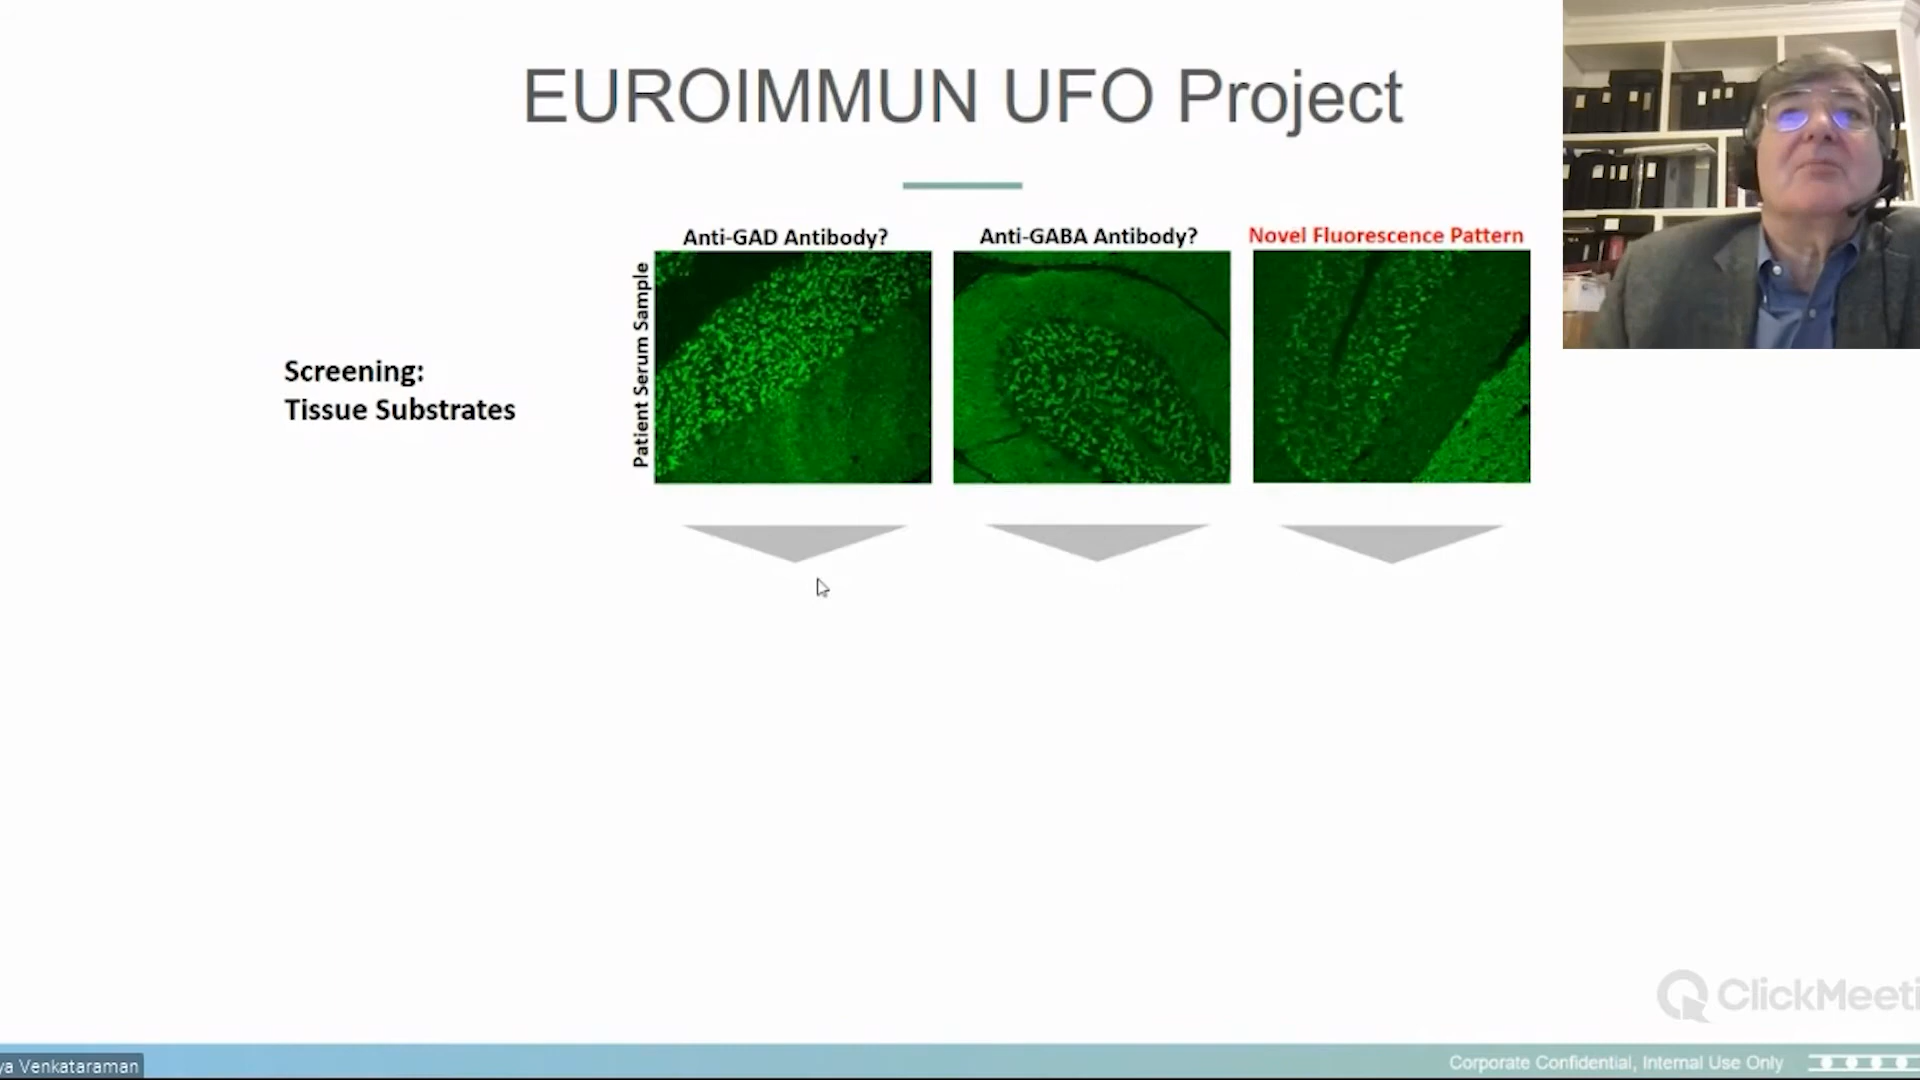 EUROIMMUN UFO Project
Anti-GAD Antibody?
Anti-GABA Antibody?
Novel Fluorescence Pattern
Patient Serum Sample
Screening:
Tissue Substrates
ClickMeeti
ya Venkataraman
Corporate Confidential, Internal Use Only